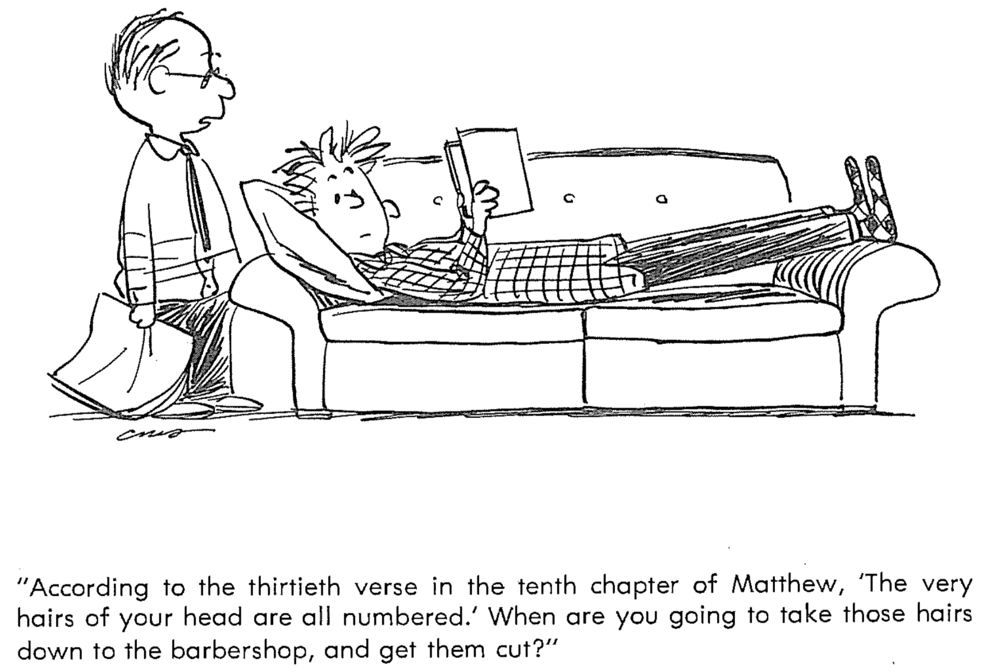 "According to the thirtieth verse in the tenth chapter of Matthew, 'The very
hairs of your head are all numbered.' When are you going to take those hairs
down to the barbershop, and get them cut?"